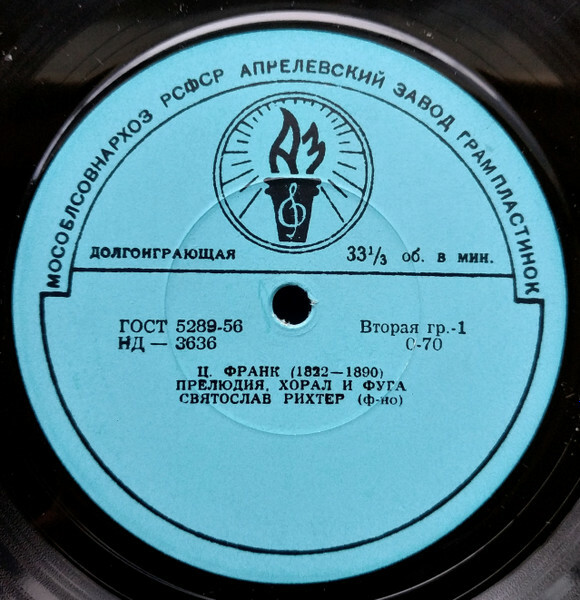 МОСОБЛСОВНАРХОЗ РСФСР АПРЕЛЕВСКИЙ ЗАВОД ГРАМПЛАСТИНОК
АЗ
ДОЛГОИГРАЮЩАЯ 33⅓ об. в мин.
ГОСТ 5289-56 Вторая гр.-1
НД — 3636 0-70
Ц. ФРАНК (1822—1890)
ПРЕЛЮДИЯ, ХОРАЛ И ФУГА
СВЯТОСЛАВ РИХТЕР (ф-но)